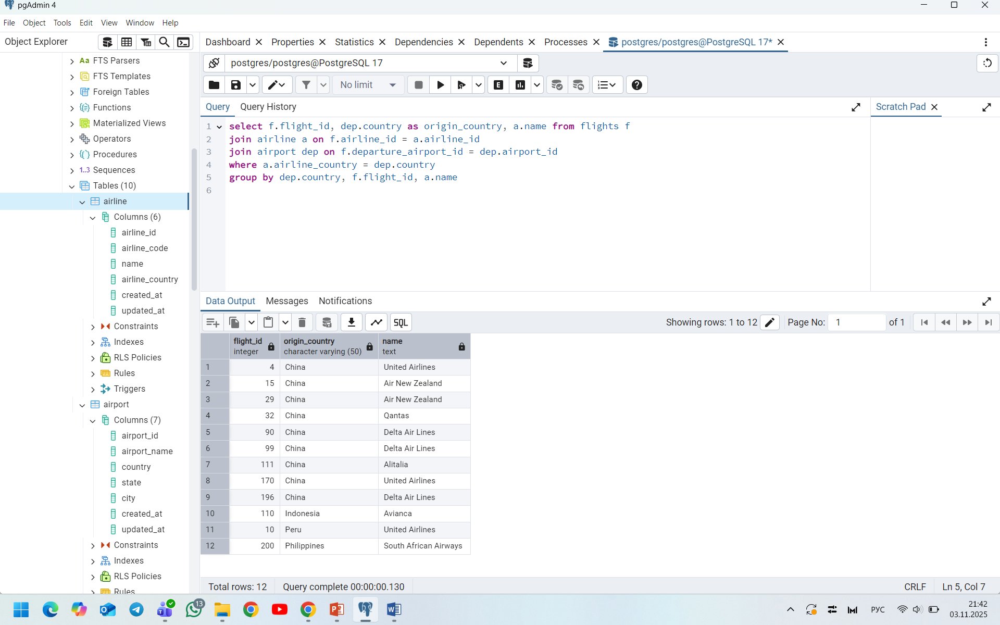 pgAdmin 4
File Object Tools Edit View Window Help
Object Explorer
Dashboard Properties Statistics Dependencies Dependents Processes postgres/postgres@PostgreSQL 17*
postgres/postgres@PostgreSQL 17
No limit
Query Query History
Scratch Pad
1 select f.flight_id, dep.country as origin_country, a.name from flights f
2 join airline a on f.airline_id = a.airline_id
3 join airport dep on f.departure_airport_id = dep.airport_id
4 where a.airline_country = dep.country
5 group by dep.country, f.flight_id, a.name
6
Aa FTS Parsers
FTS Templates
Foreign Tables
Functions
Materialized Views
Operators
Procedures
1..3 Sequences
Tables (10)
airline
Columns (6)
airline_id
airline_code
name
airline_country
created_at
updated_at
Constraints
Indexes
RLS Policies
Rules
Triggers
airport
Columns (7)
airport_id
airport_name
country
state
city
created_at
updated_at
Constraints
Indexes
RLS Policies
Rules
Data Output Messages Notifications
SQL
Showing rows: 1 to 12 Page No: 1 of 1
flight_id origin_country name
integer character varying (50) text
1 4 China United Airlines
2 15 China Air New Zealand
3 29 China Air New Zealand
4 32 China Qantas
5 90 China Delta Air Lines
6 99 China Delta Air Lines
7 111 China Alitalia
8 170 China United Airlines
9 196 China Delta Air Lines
10 110 Indonesia Avianca
11 10 Peru United Airlines
12 200 Philippines South African Airways
Total rows: 12 Query complete 00:00:00.130 CRLF Ln 5, Col 7
13
РУС
21:42
03.11.2025